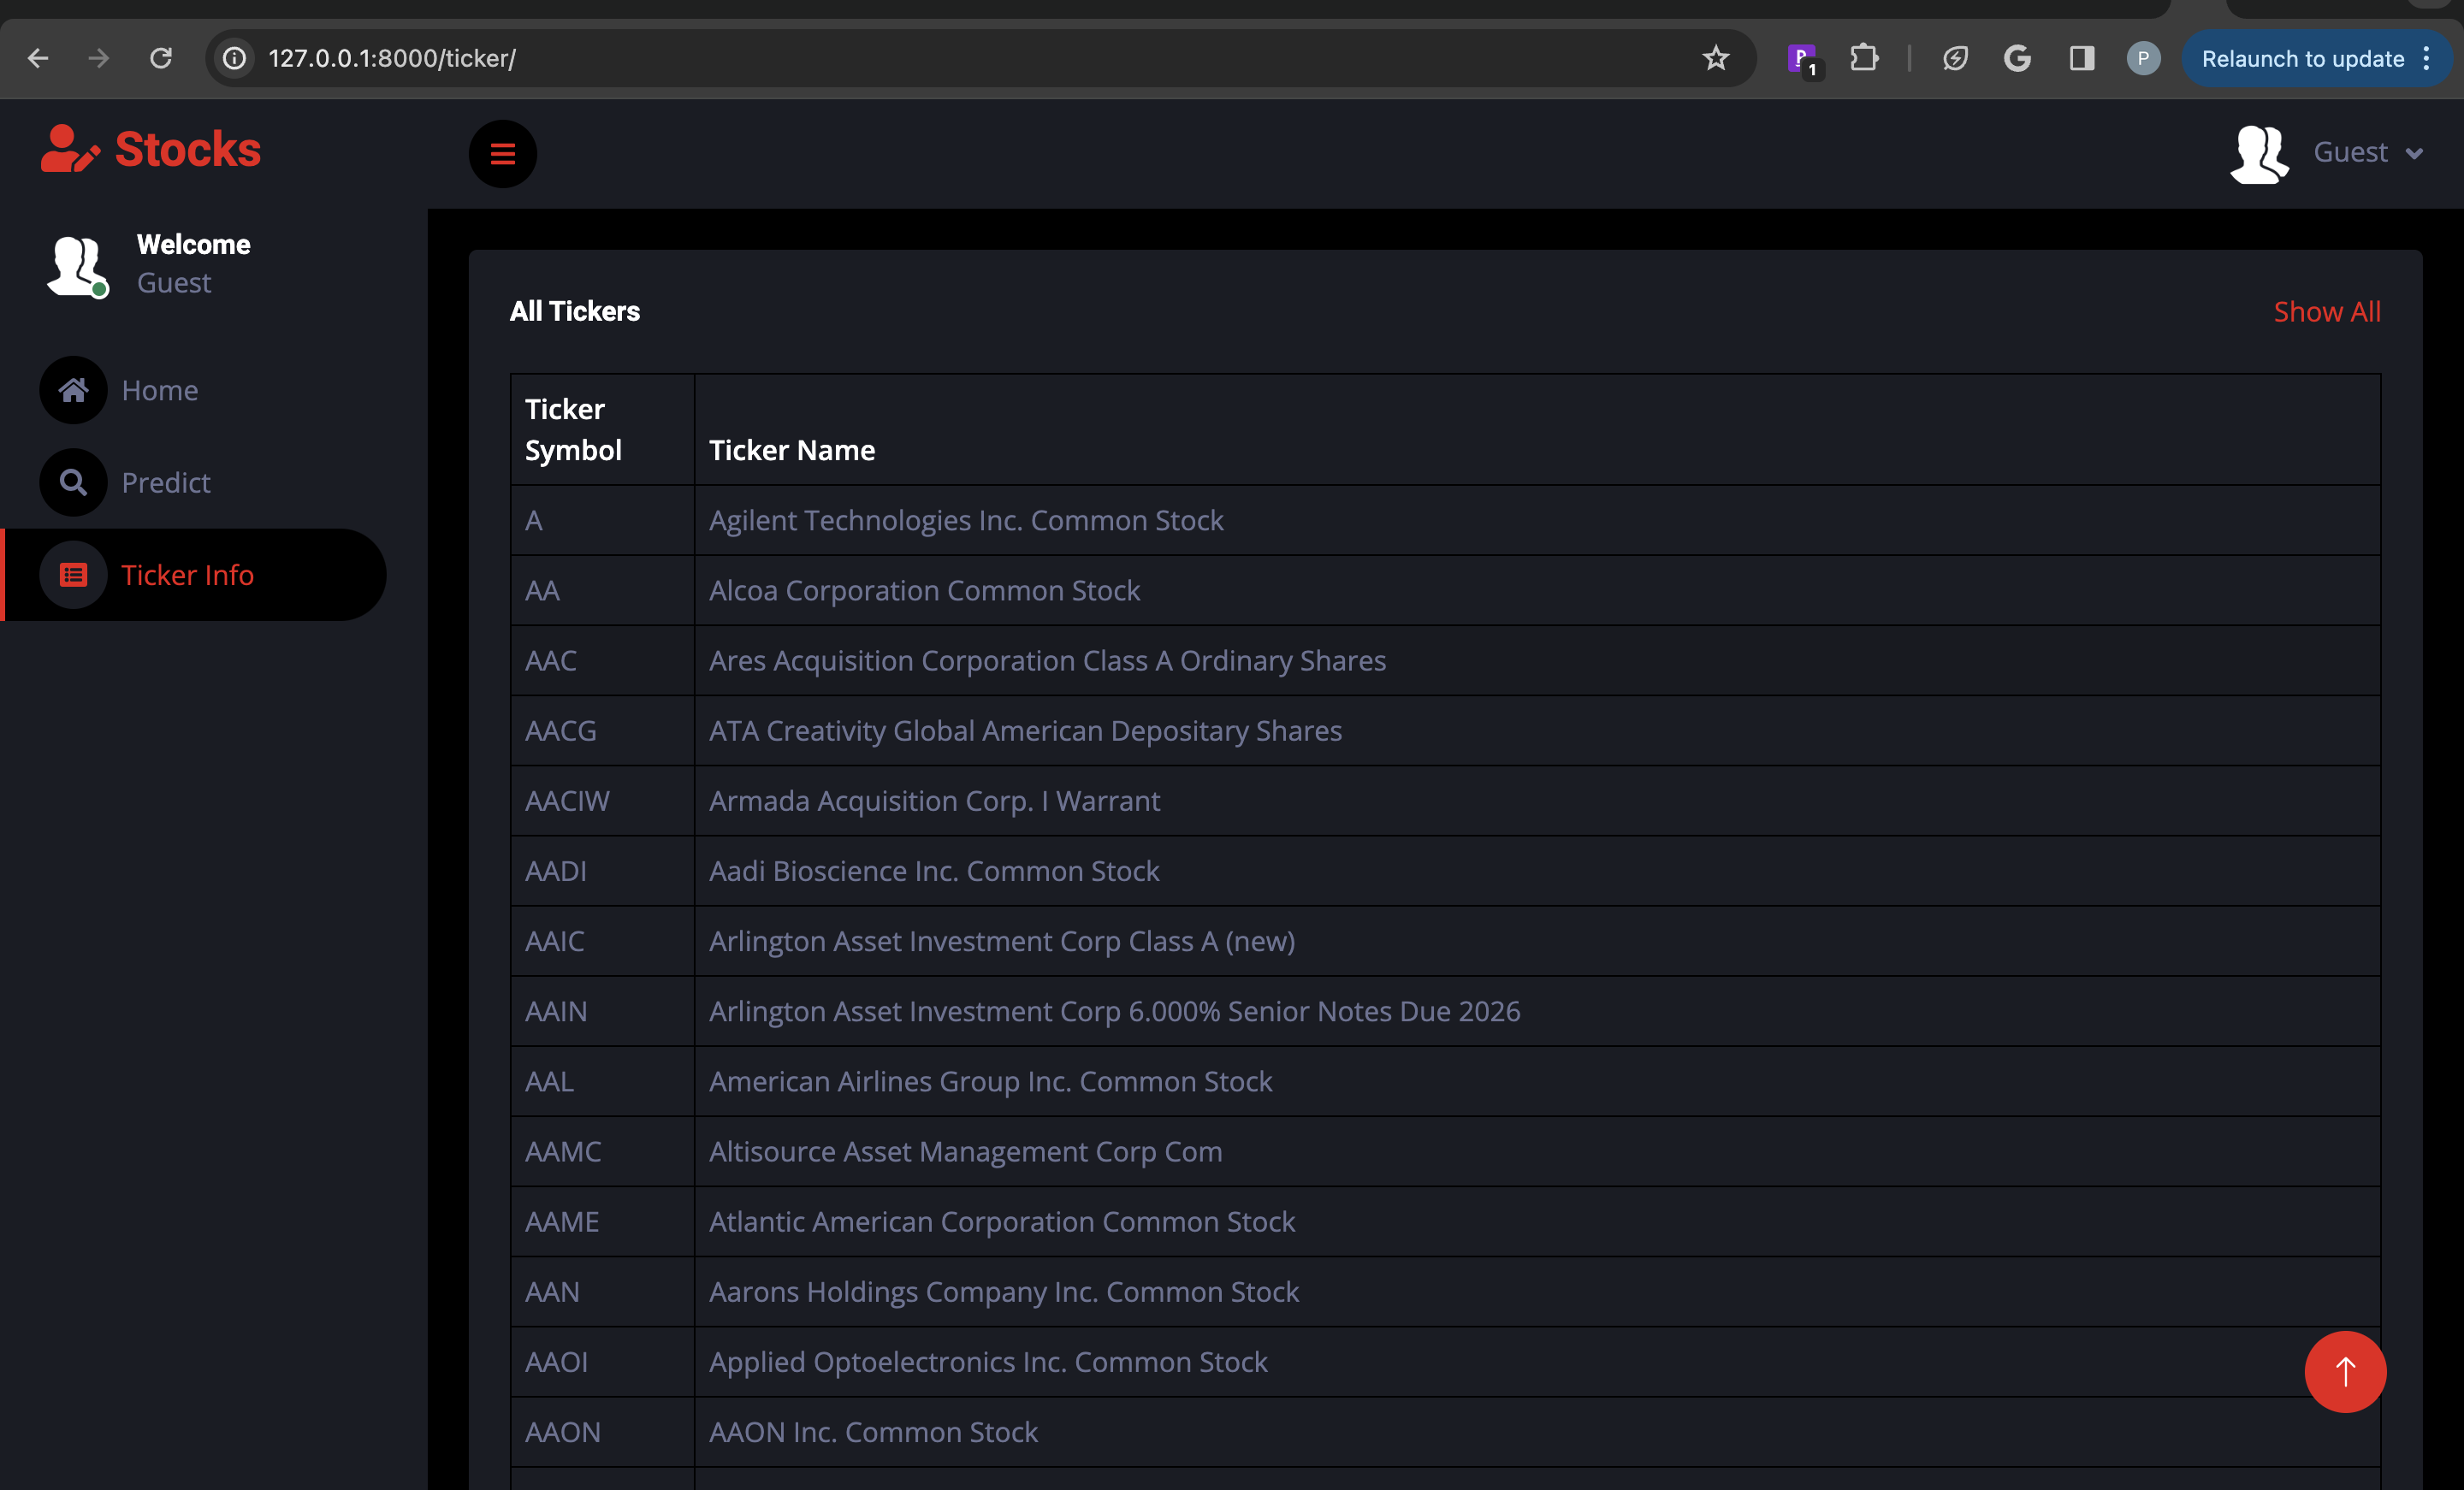 127.0.0.1:8000/ticker/
1
P
Relaunch to update
Stocks
Guest
Welcome
Guest
Home
Predict
Ticker Info
All Tickers
Show All
Ticker Symbol Ticker Name
A Agilent Technologies Inc. Common Stock
AA Alcoa Corporation Common Stock
AAC Ares Acquisition Corporation Class A Ordinary Shares
AACG ATA Creativity Global American Depositary Shares
AACIW Armada Acquisition Corp. I Warrant
AADI Aadi Bioscience Inc. Common Stock
AAIC Arlington Asset Investment Corp Class A (new)
AAIN Arlington Asset Investment Corp 6.000% Senior Notes Due 2026
AAL American Airlines Group Inc. Common Stock
AAMC Altisource Asset Management Corp Com
AAME Atlantic American Corporation Common Stock
AAN Aarons Holdings Company Inc. Common Stock
AAOI Applied Optoelectronics Inc. Common Stock
AAON AAON Inc. Common Stock